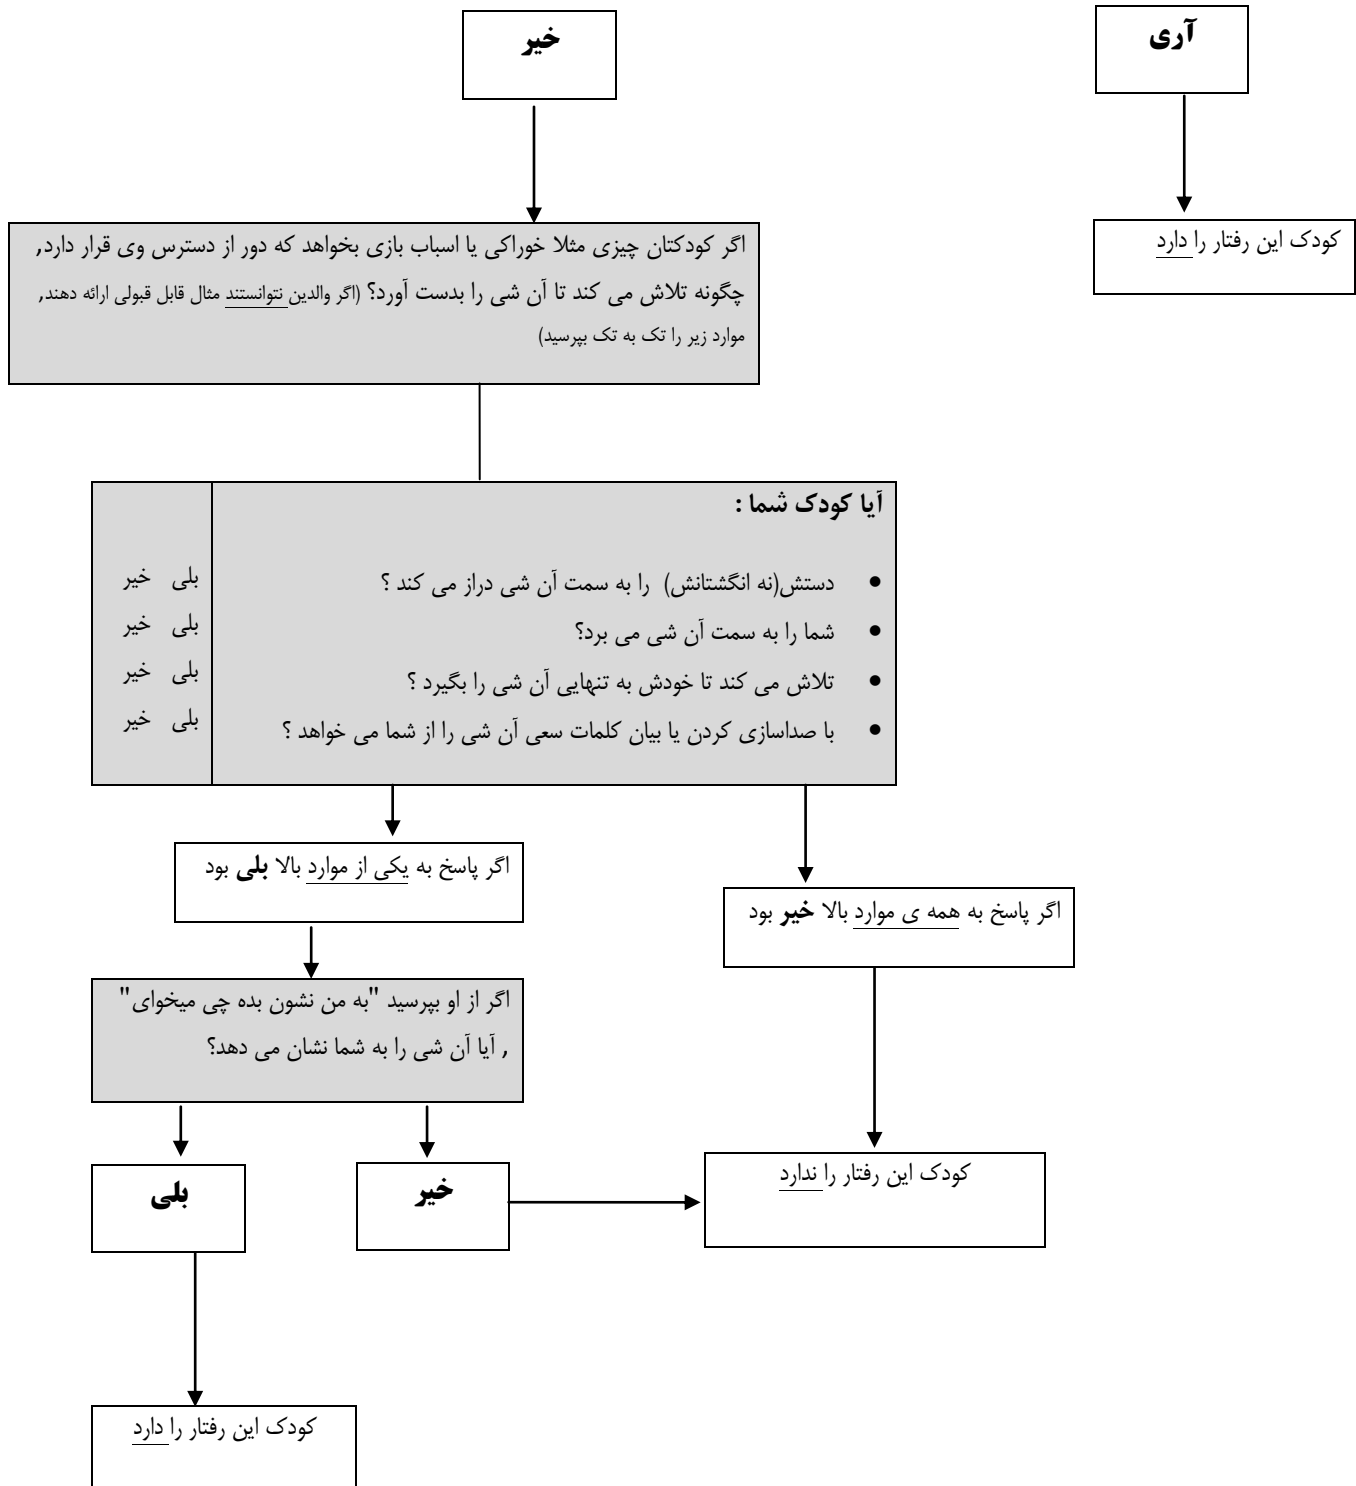 آری
خیر
کودک این رفتار را دارد
اگر کودکتان چیزی مثلا خوراکی یا اسباب بازی بخواهد که دور از دسترس وی قرار دارد,
چگونه تلاش می کند تا آن شی را بدست آورد؟ (اگر والدین نتوانستند مثال قابل قبولی ارائه دهند,
موارد زیر را تک به تک بپرسید)
آیا کودک شما :
● دستش(نه انگشتانش) را به سمت آن شی دراز می کند ؟ بلی خیر
● شما را به سمت آن شی می برد؟ بلی خیر
● تلاش می کند تا خودش به تنهایی آن شی را بگیرد ؟ بلی خیر
● با صداسازی کردن یا بیان کلمات سعی آن شی را از شما می خواهد ؟ بلی خیر
اگر پاسخ به یکی از موارد بالا بلی بود
اگر پاسخ به همه ی موارد بالا خیر بود
اگر از او بپرسید "به من نشون بده چی میخوای"
, آیا آن شی را به شما نشان می دهد؟
کودک این رفتار را ندارد
خیر
بلی
کودک این رفتار را دارد